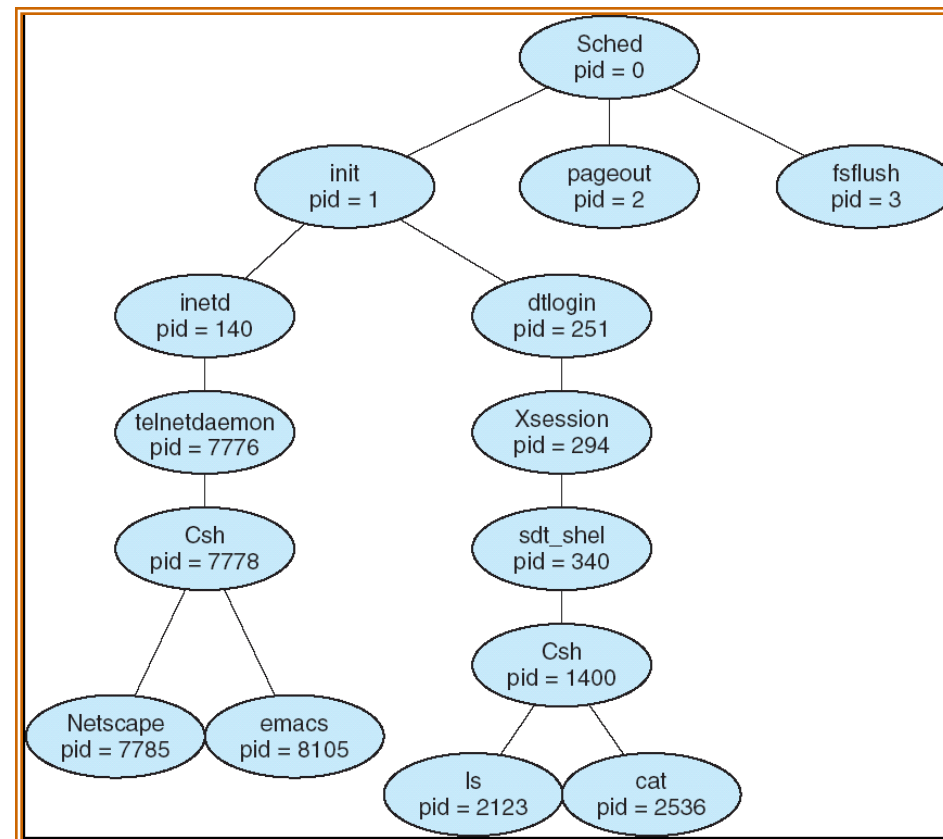 Sched
pid = 0
init
pid = 1
pageout
pid = 2
fsflush
pid = 3
inetd
pid = 140
dtlogin
pid = 251
telnetdaemon
pid = 7776
Xsession
pid = 294
Csh
pid = 7778
sdt_shel
pid = 340
Csh
pid = 1400
Netscape
pid = 7785
emacs
pid = 8105
ls
pid = 2123
cat
pid = 2536